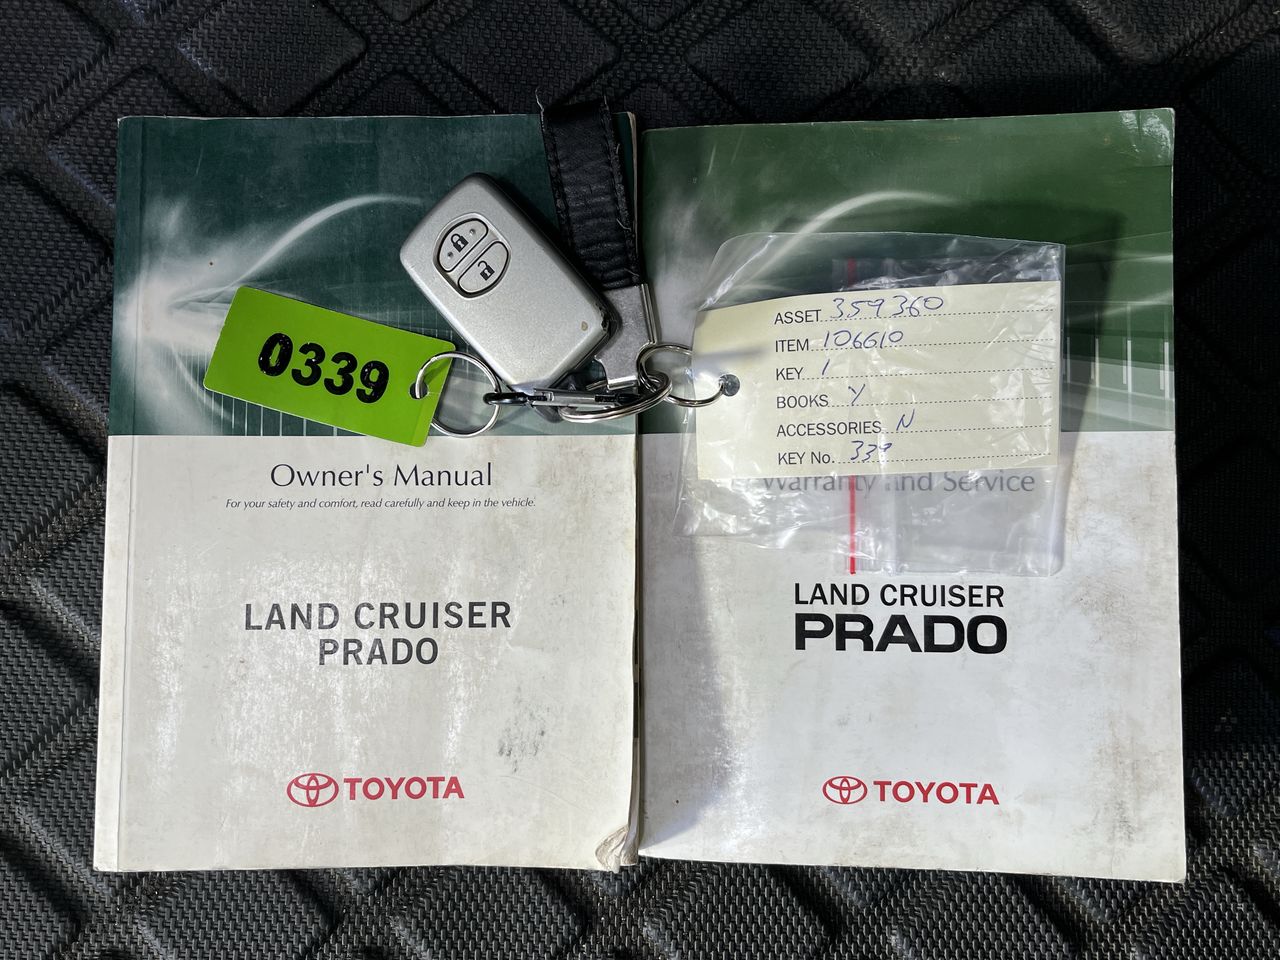 0339
Owner's Manual
For your safety and comfort, read carefully and keep in the vehicle.
LAND CRUISER
PRADO
TOYOTA
ASSET 359360
ITEM 106610
KEY 1
BOOKS Y
ACCESSORIES N
KEY No. 339
Warranty and Service
LAND CRUISER
PRADO
TOYOTA